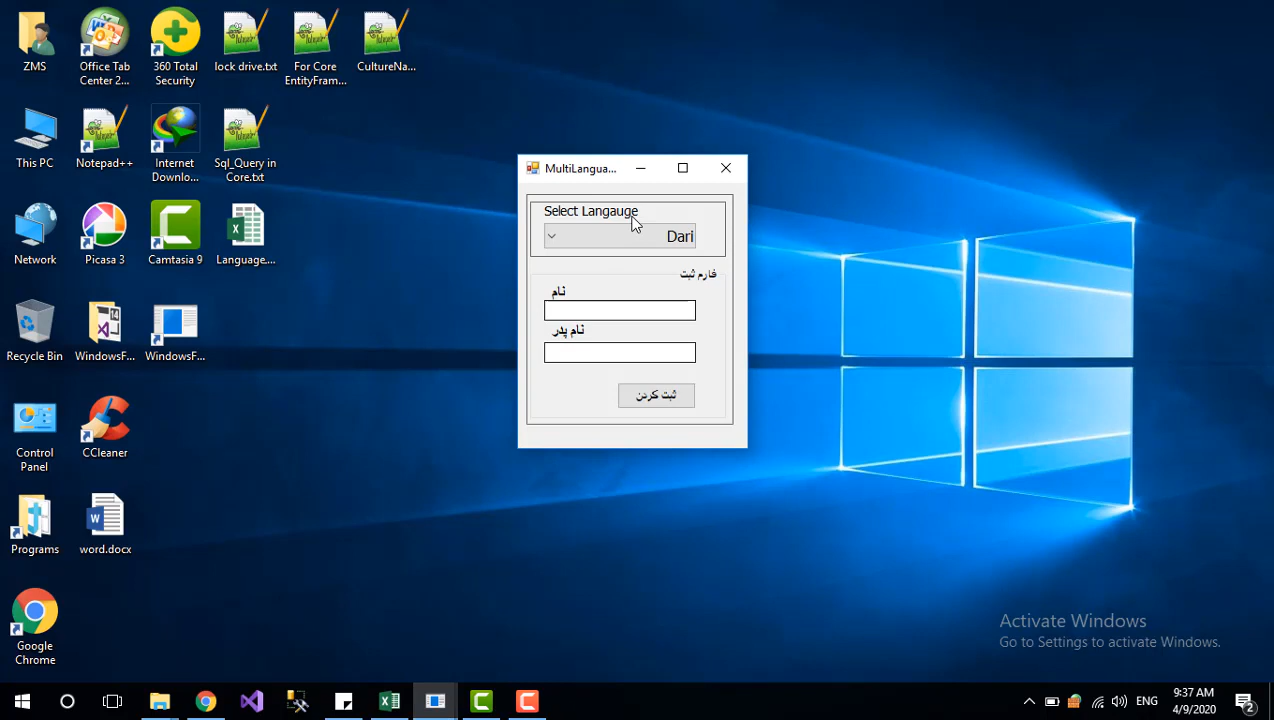 ZMS
Office Tab
Center 2...
360 Total
Security
lock drive.txt
For Core
EntityFram...
CultureNa...
This PC
Notepad++
Internet
Downlo...
Sql_Query in
Core.txt
Network
Picasa 3
Camtasia 9
Language....
Recycle Bin
WindowsF...
WindowsF...
Control
Panel
CCleaner
Programs
word.docx
Google
Chrome
MultiLangua...
Select Langauge
Dari
فارم ثبت
نام
نام پدر
ثبت کردن
Activate Windows
Go to Settings to activate Windows.
ENG
9:37 AM
4/9/2020
2